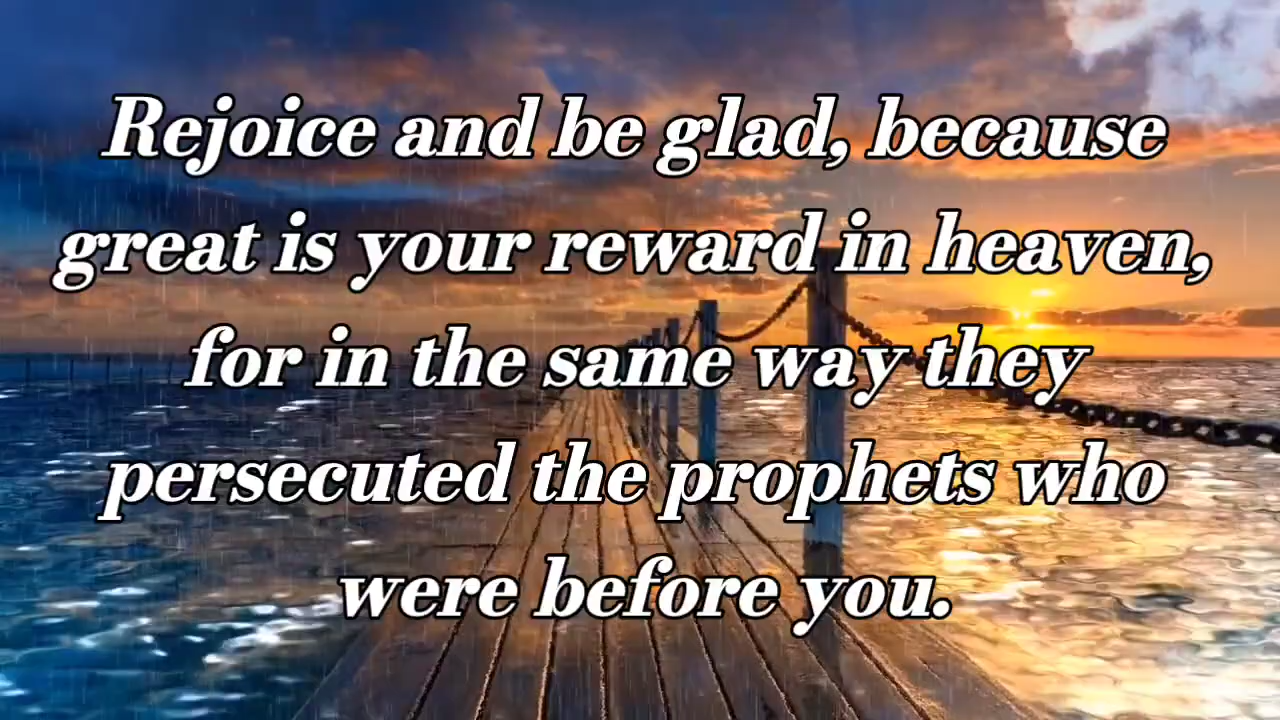 Rejoice and be glad, because
great is your reward in heaven,
for in the same way they
persecuted the prophets who
were before you.